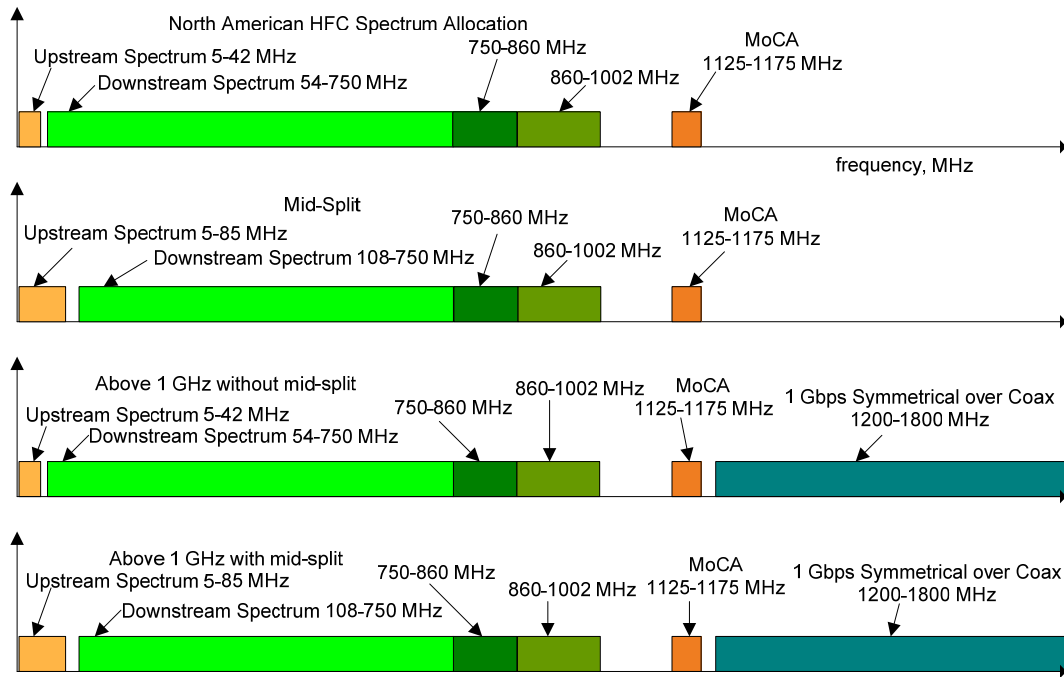 North American HFC Spectrum Allocation
Upstream Spectrum 5-42 MHz
Downstream Spectrum 54-750 MHz
750-860 MHz
860-1002 MHz
MoCA
1125-1175 MHz
frequency, MHz
Mid-Split
Upstream Spectrum 5-85 MHz
Downstream Spectrum 108-750 MHz
750-860 MHz
860-1002 MHz
MoCA
1125-1175 MHz
Above 1 GHz without mid-split
Upstream Spectrum 5-42 MHz
Downstream Spectrum 54-750 MHz
750-860 MHz
860-1002 MHz
MoCA
1125-1175 MHz
1 Gbps Symmetrical over Coax
1200-1800 MHz
Above 1 GHz with mid-split
Upstream Spectrum 5-85 MHz
Downstream Spectrum 108-750 MHz
750-860 MHz
860-1002 MHz
MoCA
1125-1175 MHz
1 Gbps Symmetrical over Coax
1200-1800 MHz